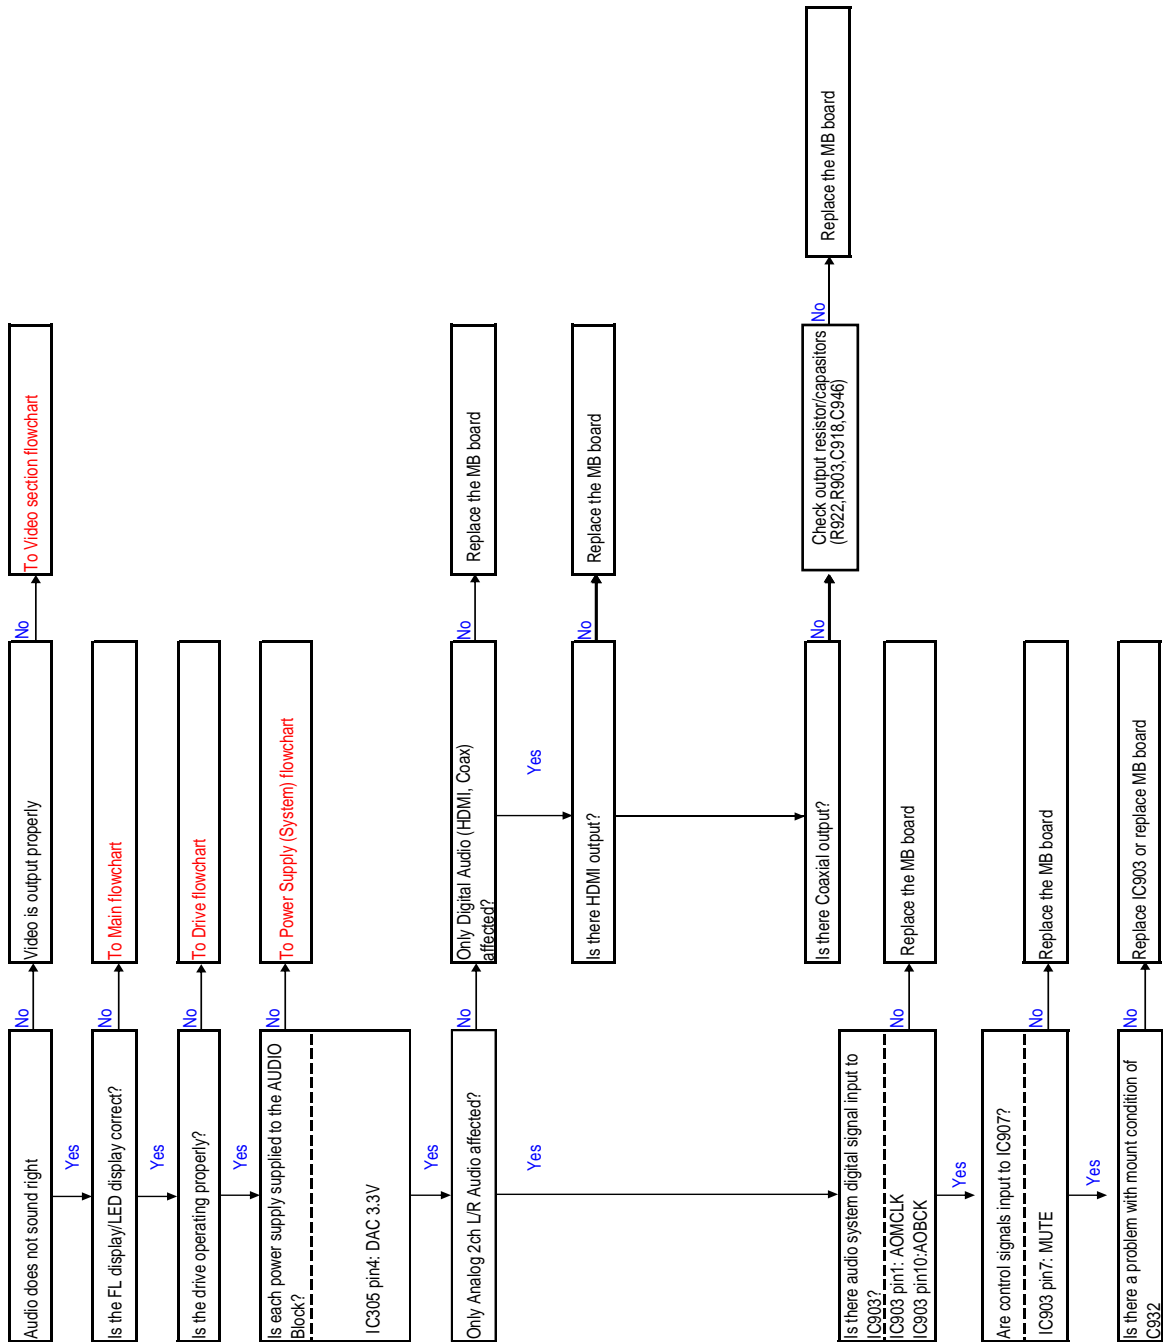 Audio does not sound right
No
Video is output properly
No
To Video section flowchart
Yes
Is the FL display/LED display correct?
No
To Main flowchart
Yes
Is the drive operating properly?
No
To Drive flowchart
Yes
Is each power supply supplied to the AUDIO
Block?
IC305 pin4: DAC 3.3V
No
To Power Supply (System) flowchart
Yes
Only Analog 2ch L/R Audio affected?
No
Only Digital Audio (HDMI, Coax)
affected?
No
Replace the MB board
Yes
Is there HDMI output?
No
Replace the MB board
Is there Coaxial output?
No
Check output resistor/capasitors
(R922,R903,C918,C946)
No
Replace the MB board
Yes
Is there audio system digital signal input to
IC903?
IC903 pin1: AOMCLK
IC903 pin10:AOBCK
No
Replace the MB board
Yes
Are control signals input to IC907?
IC903 pin7: MUTE
No
Replace the MB board
Yes
Is there a problem with mount condition of
C932
No
Replace IC903 or replace MB board